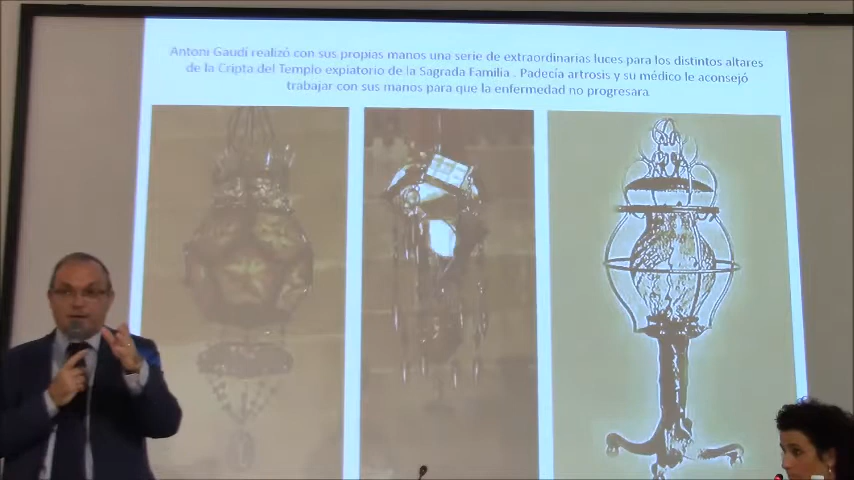 Antoni Gaudí realizó con sus propias manos una serie de extraordinarias luces para los distintos altares
de la Cripta del Templo expiatorio de la Sagrada Familia . Padecía artrosis y su médico le aconsejó
trabajar con sus manos para que la enfermedad no progresara.